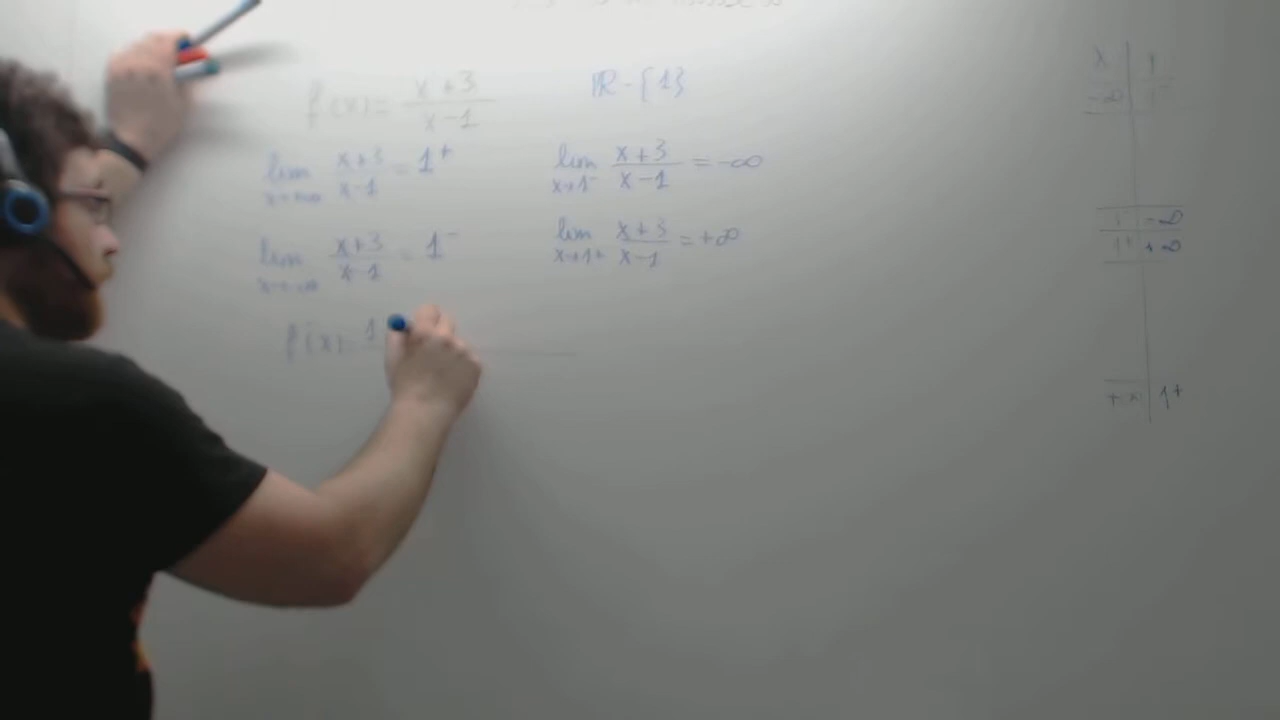 f(x) = x+3 / x-1    ℝ - {1}
lim x→+∞ x+3 / x-1 = 1⁺    lim x→1⁻ x+3 / x-1 = -∞
lim x→-∞ x+3 / x-1 = 1⁻    lim x→1⁺ x+3 / x-1 = +∞
f'(x) = 1
x | y
-∞ | 1⁻
1⁻ | -∞
1⁺ | +∞
+∞ | 1⁺